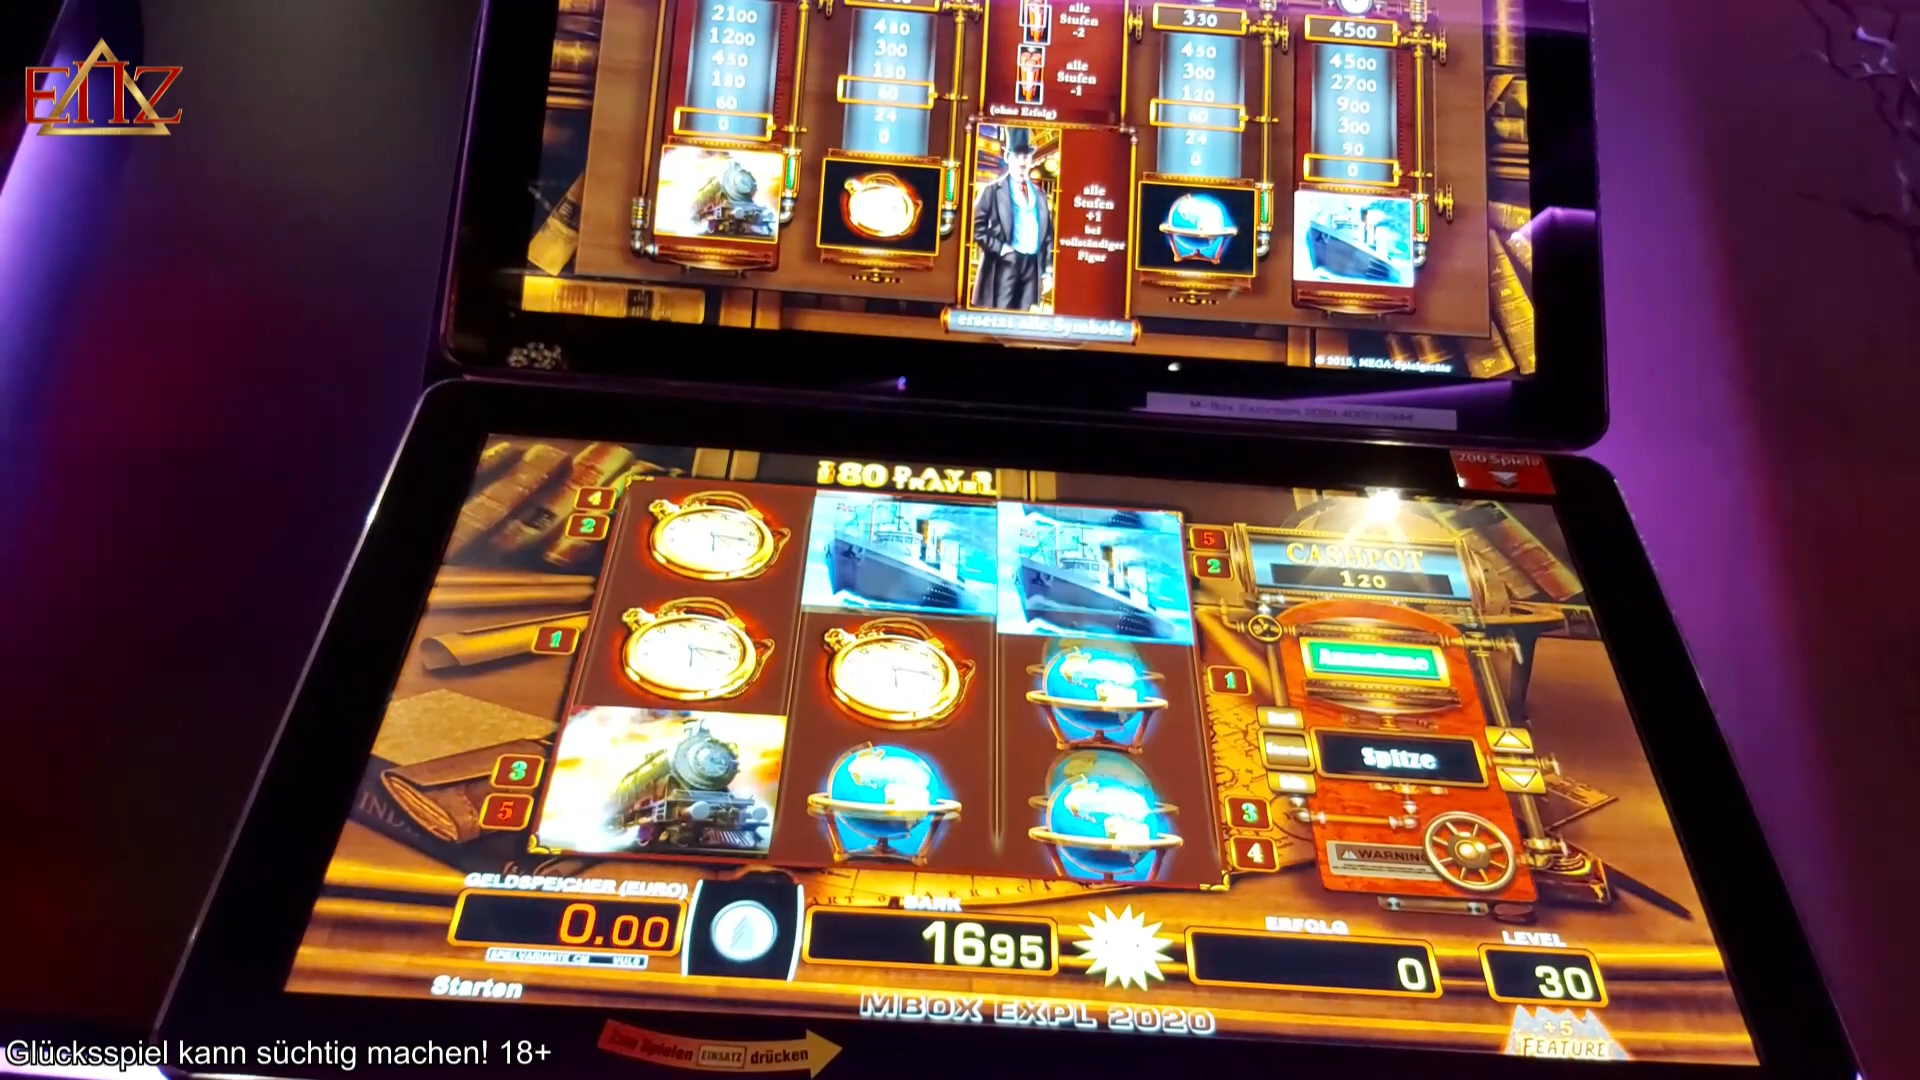 EΠZ
2100
1200
450
180
60
0
480
300
150
60
24
0
alle
Stufen
-2
alle
Stufen
-1
(ohne Erfolg)
alle
Stufen
+1
bei
vollständiger
Figur
ersetzt alle Symbole
330
450
300
120
60
24
0
4500
4500
2700
900
300
90
0
© 2015, MEGA-Spielgeräte
200 Spiele
80 DAYS
TRAVEL
4
2
1
3
5
5
2
1
3
4
CASHPOT
120
Annahme
Spitze
WARNING
GELDSPEICHER (EURO)
0.00
BANK
1695
ERFOLG
0
LEVEL
30
Starten
MBOX EXPL 2020
+5
FEATURE
Zum Spielen EINSATZ drücken
Glücksspiel kann süchtig machen! 18+